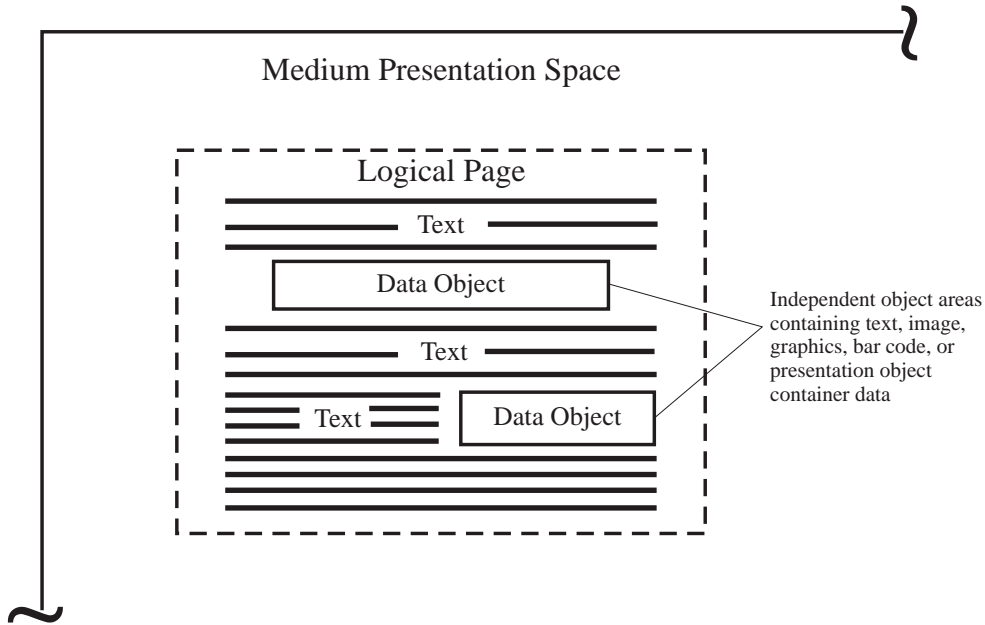 Medium Presentation Space
Logical Page
Text
Data Object
Independent object areas
containing text, image,
graphics, bar code, or
presentation object
container data
Text
Text
Data Object